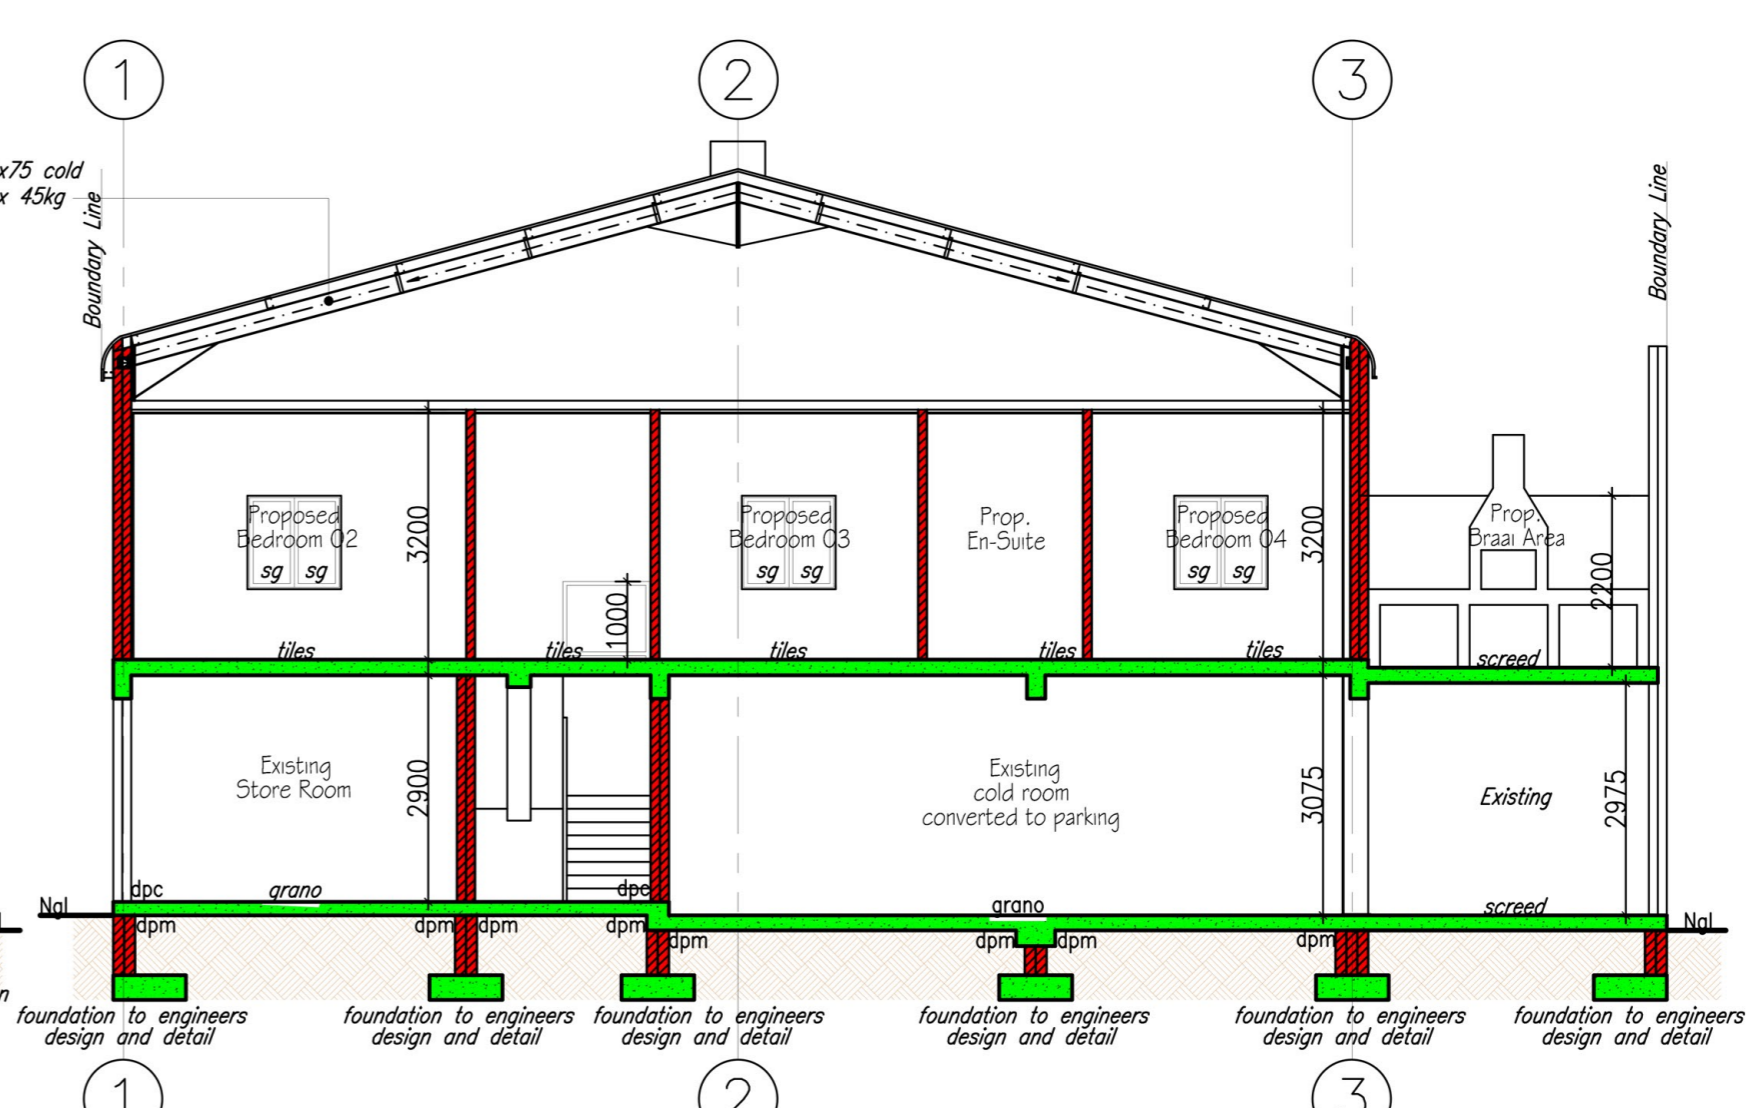 1
2
3
x75 cold
x 45kg
Boundary Line
Boundary Line
Proposed
Bedroom 02
sg sg
3200
1000
Proposed
Bedroom 03
sg sg
Prop.
En-Suite
Proposed
Bedroom 04
sg sg
3200
Prop.
Braai Area
2200
tiles
tiles
tiles
tiles
tiles
screed
Existing
Store Room
2900
Existing
cold room
converted to parking
3075
Existing
2975
Ngl
dpc
grano
dpc
grano
screed
Ngl
dpm
dpm
dpm
dpm
dpm
dpm
dpm
dpm
foundation to engineers
design and detail
foundation to engineers
design and detail
foundation to engineers
design and detail
foundation to engineers
design and detail
foundation to engineers
design and detail
foundation to engineers
design and detail
1
2
3